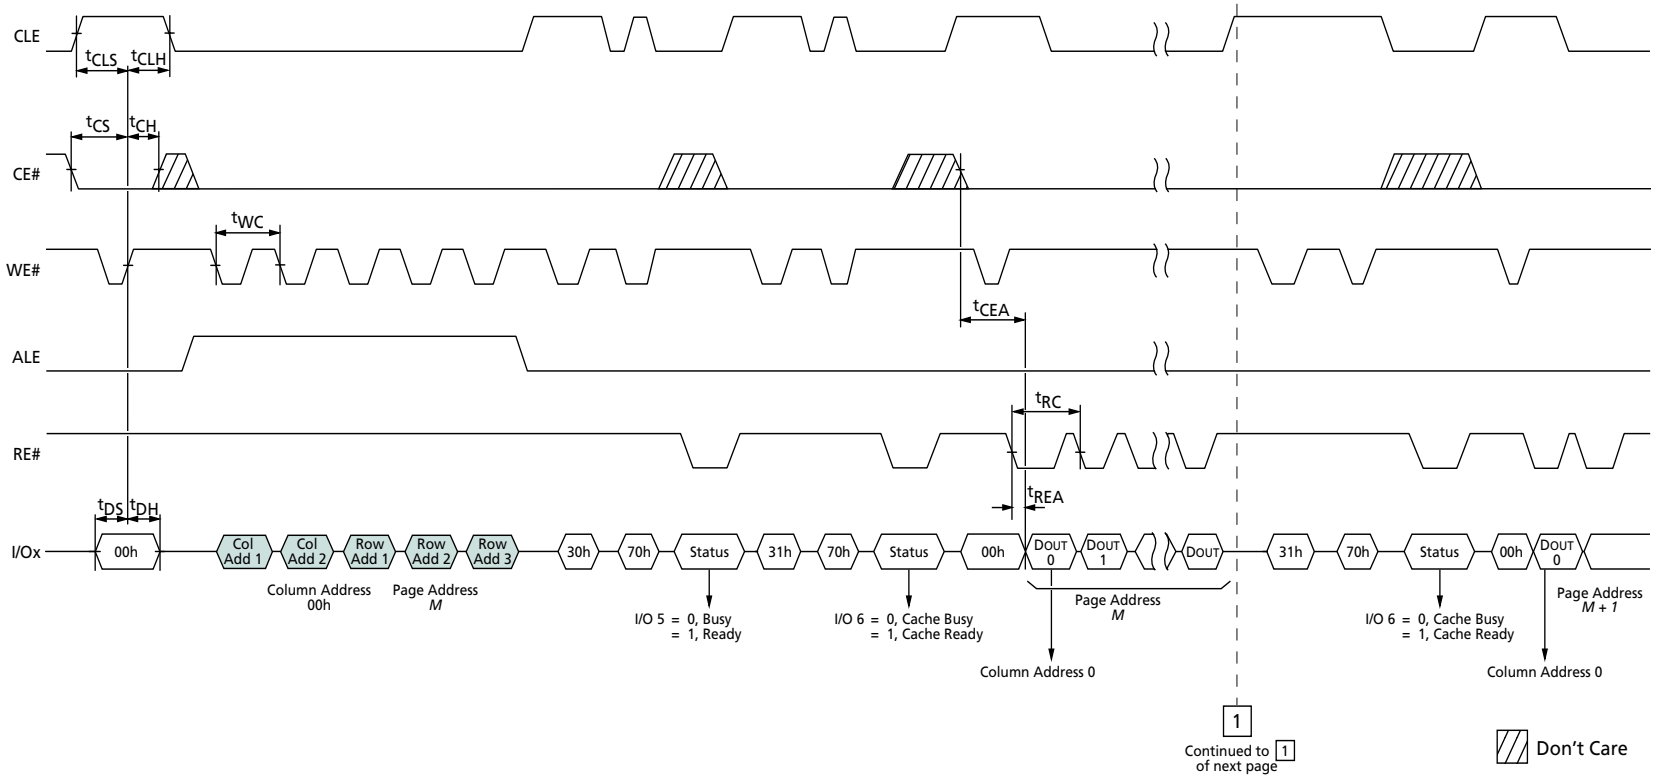 CLE
tCLS tCLH
tCS tCH
CE#
tWC
WE#
tCEA
ALE
tRC
RE#
tREA
tDS tDH
I/Ox
00h
Col Add 1
Col Add 2
Row Add 1
Row Add 2
Row Add 3
30h
70h
Status
31h
70h
Status
00h
DOUT 0
DOUT 1
DOUT
31h
70h
Status
00h
DOUT 0
Column Address
00h
Page Address
M
I/O 5 = 0, Busy
= 1, Ready
I/O 6 = 0, Cache Busy
= 1, Cache Ready
Page Address
M
Column Address 0
I/O 6 = 0, Cache Busy
= 1, Cache Ready
Page Address
M + 1
Column Address 0
1
Continued to 1
of next page
Don't Care